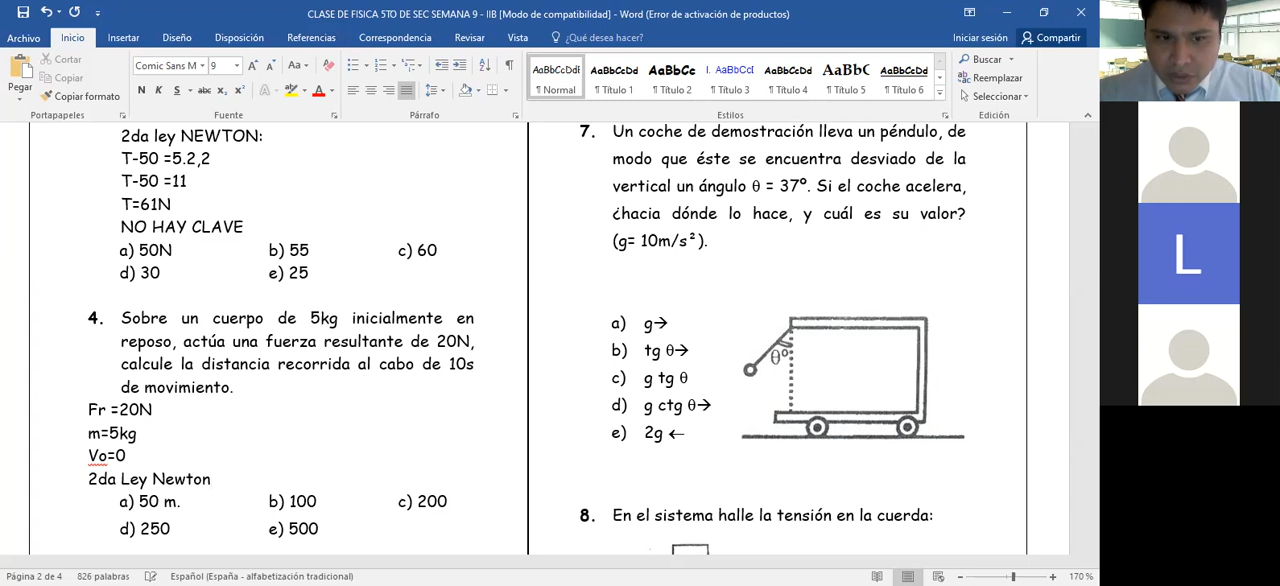 CLASE DE FISICA 5TO DE SEC SEMANA 9 - IIB [Modo de compatibilidad] - Word (Error de activación de productos)
Archivo Inicio Insertar Diseño Disposición Referencias Correspondencia Revisar Vista ¿Qué desea hacer? Iniciar sesión Compartir
Pegar
Cortar
Copiar
Copiar formato
Portapapeles
Comic Sans M 9
N K S abc x₂ x²
Fuente
Párrafo
AaBbCcDdE ¶ Normal
AaBbCcDd ¶ Título 1
AaBbCc ¶ Título 2
I. AaBbCcI ¶ Título 3
AaBbCcDd ¶ Título 4
AaBbC ¶ Título 5
AaBbCcDd ¶ Título 6
Estilos
Buscar
Reemplazar
Seleccionar
Edición
2da ley NEWTON:
T-50 =5.2,2
T-50 =11
T=61N
NO HAY CLAVE
a) 50N b) 55 c) 60
d) 30 e) 25
4. Sobre un cuerpo de 5kg inicialmente en
reposo, actúa una fuerza resultante de 20N,
calcule la distancia recorrida al cabo de 10s
de movimiento.
Fr =20N
m=5kg
Vo=0
2da Ley Newton
a) 50 m. b) 100 c) 200
d) 250 e) 500
7. Un coche de demostración lleva un péndulo, de
modo que éste se encuentra desviado de la
vertical un ángulo θ = 37º. Si el coche acelera,
¿hacia dónde lo hace, y cuál es su valor?
(g= 10m/s²).
a) g→
b) tg θ→
c) g tg θ
d) g ctg θ→
e) 2g ←
θº
8. En el sistema halle la tensión en la cuerda:
L
Página 2 de 4 826 palabras Español (España - alfabetización tradicional) 170 %